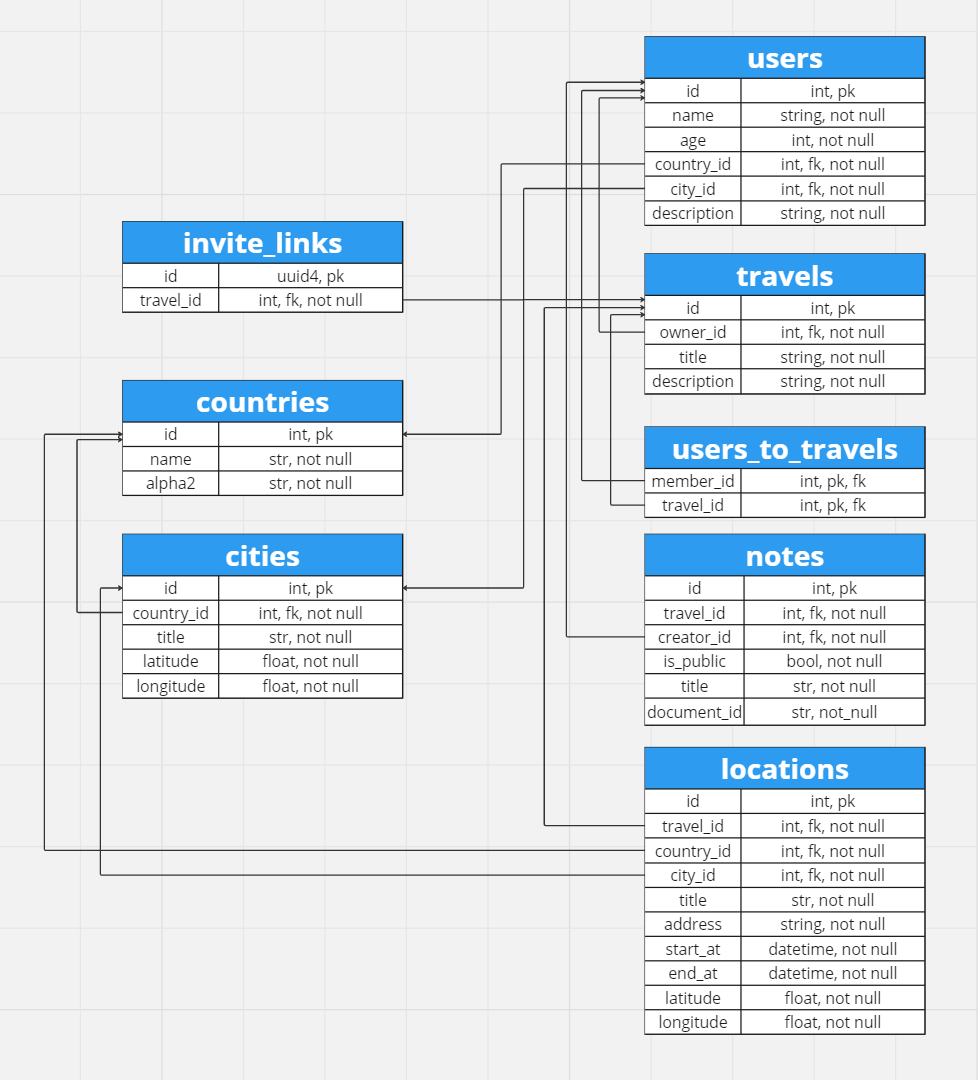 users
id int, pk
name string, not null
age int, not null
country_id int, fk, not null
city_id int, fk, not null
description string, not null
invite_links
id uuid4, pk
travel_id int, fk, not null
travels
id int, pk
owner_id int, fk, not null
title string, not null
description string, not null
countries
id int, pk
name str, not null
alpha2 str, not null
users_to_travels
member_id int, pk, fk
travel_id int, pk, fk
cities
id int, pk
country_id int, fk, not null
title str, not null
latitude float, not null
longitude float, not null
notes
id int, pk
travel_id int, fk, not null
creator_id int, fk, not null
is_public bool, not null
title str, not null
document_id str, not_null
locations
id int, pk
travel_id int, fk, not null
country_id int, fk, not null
city_id int, fk, not null
title str, not null
address string, not null
start_at datetime, not null
end_at datetime, not null
latitude float, not null
longitude float, not null